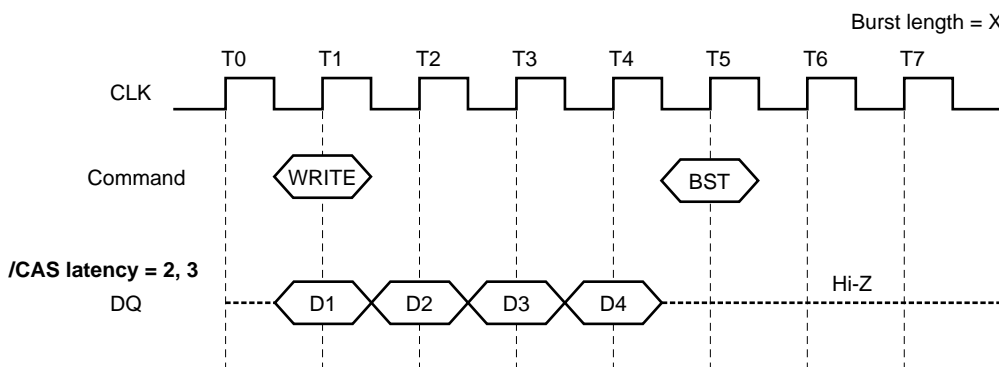 Burst length = X
T0 T1 T2 T3 T4 T5 T6 T7
CLK
Command WRITE BST
/CAS latency = 2, 3
Hi-Z
DQ D1 D2 D3 D4